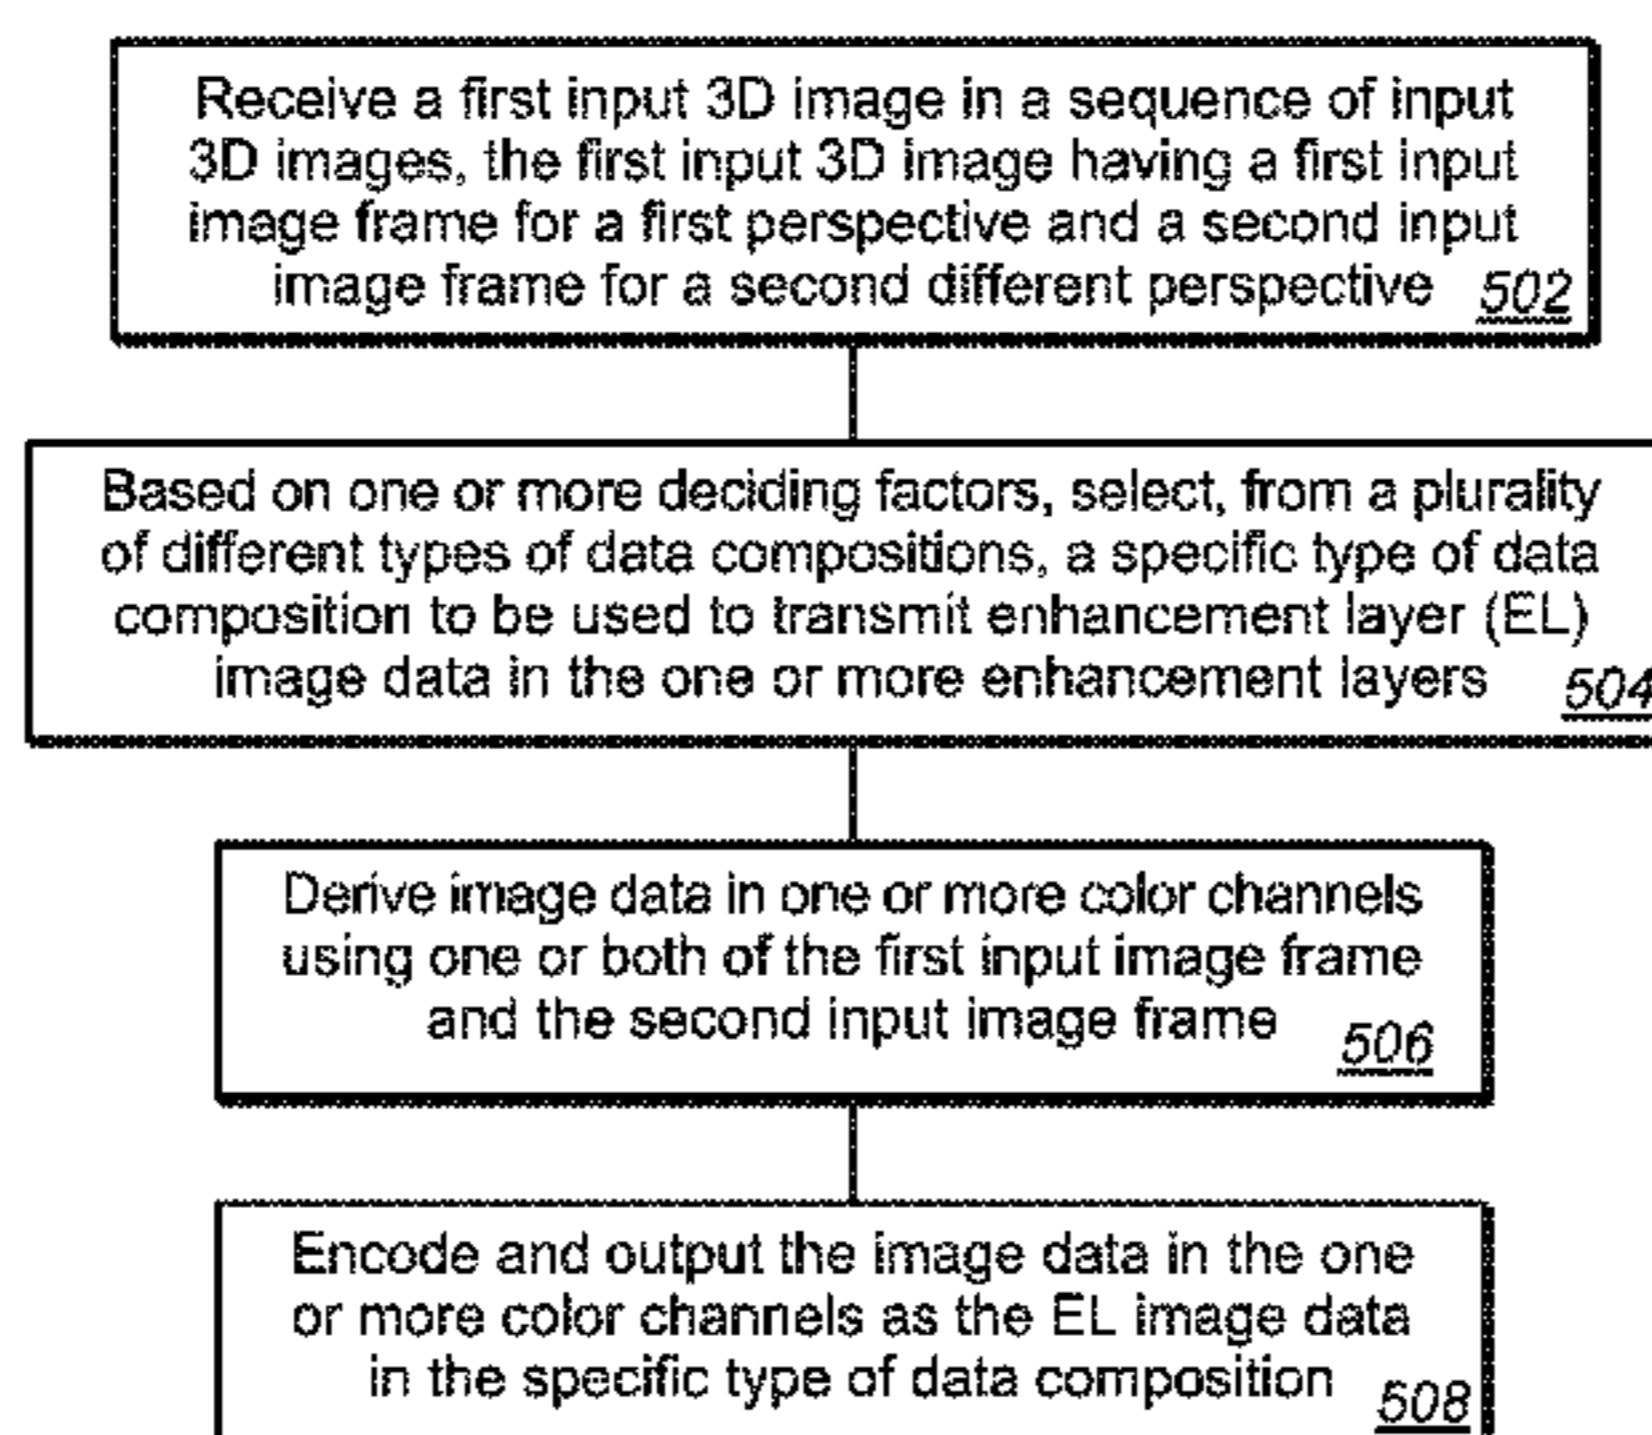 Receive a first input 3D image in a sequence of input
3D images, the first input 3D image having a first input
image frame for a first perspective and a second input
image frame for a second different perspective 502
Based on one or more deciding factors, select, from a plurality
of different types of data compositions, a specific type of data
composition to be used to transmit enhancement layer (EL)
image data in the one or more enhancement layers 504
Derive image data in one or more color channels
using one or both of the first input image frame
and the second input image frame 506
Encode and output the image data in the one
or more color channels as the EL image data
in the specific type of data composition 508